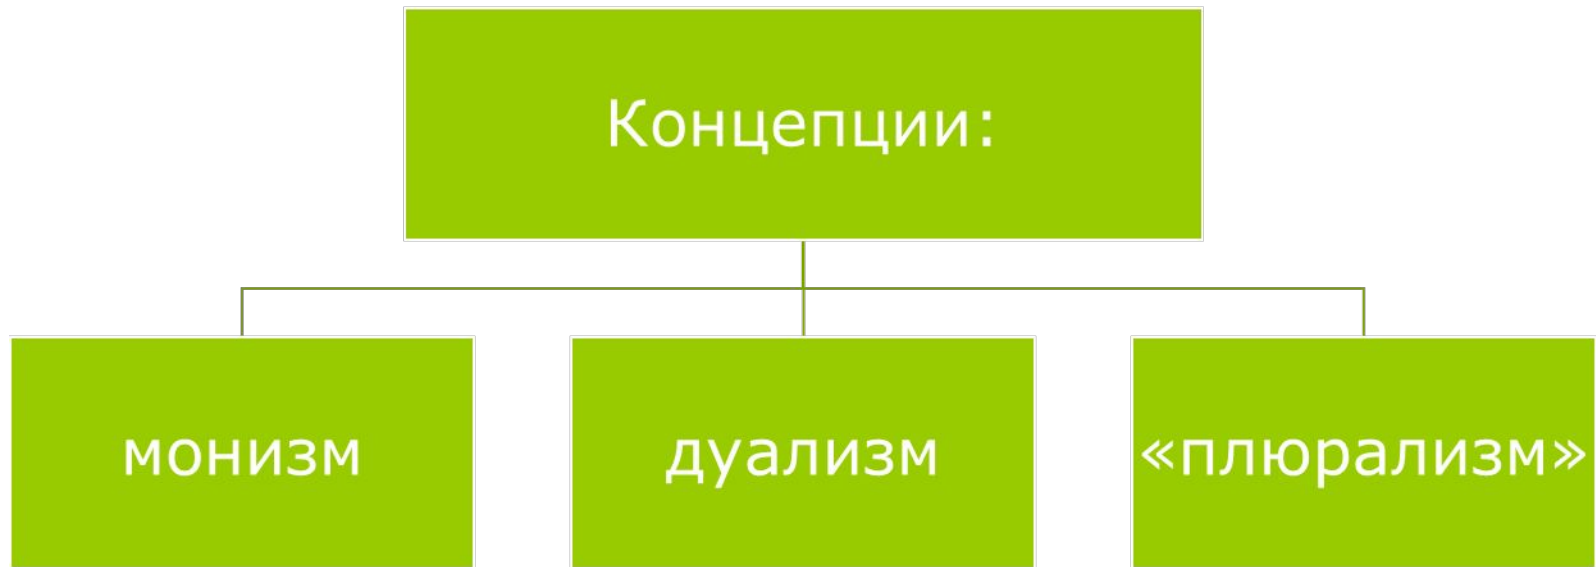 Концепции:
монизм
дуализм
«плюрализм»